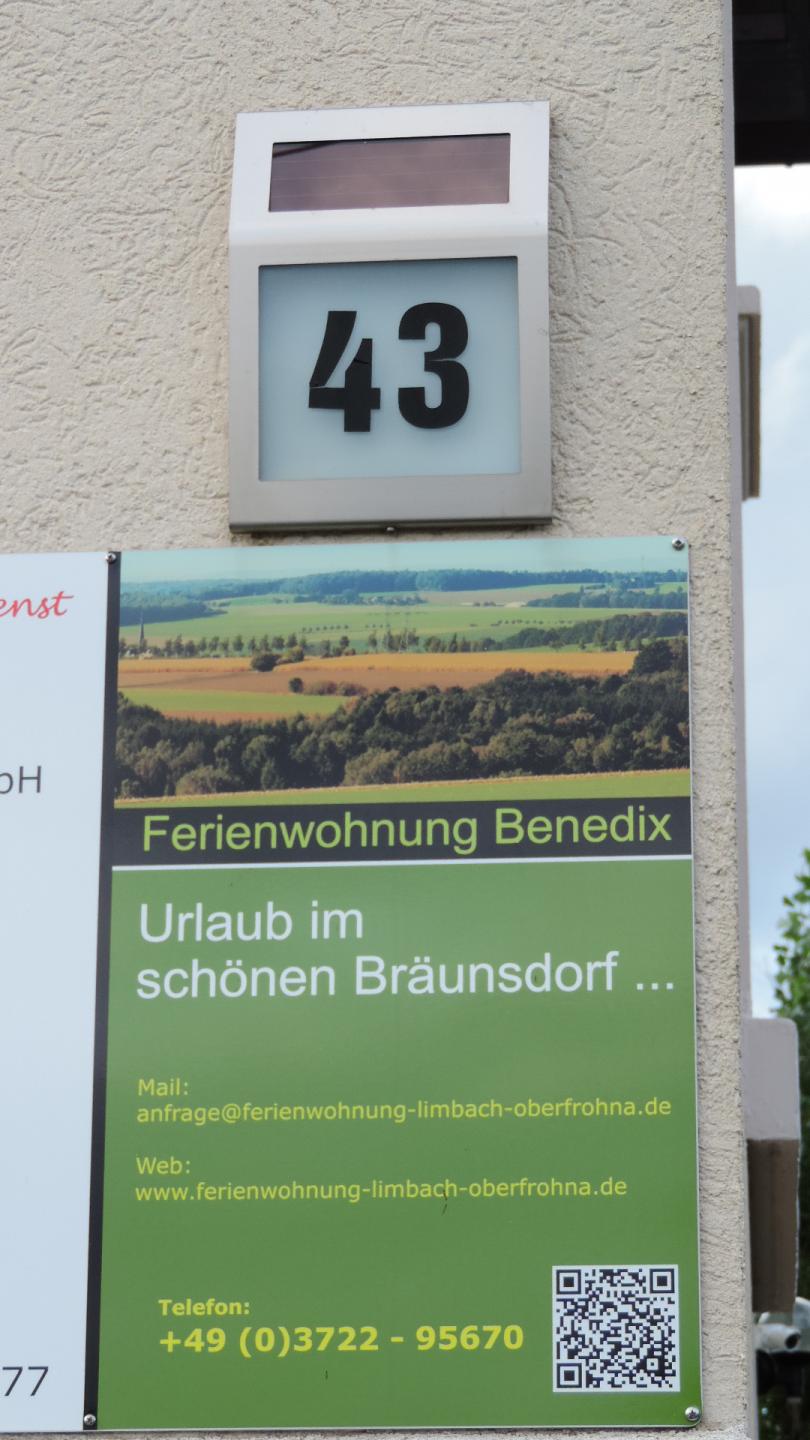 43
Ferienwohnung Benedix
Urlaub im
schönen Bräunsdorf ...
Mail:
anfrage@ferienwohnung-limbach-oberfrohna.de
Web:
www.ferienwohnung-limbach-oberfrohna.de
Telefon:
+49 (0)3722 - 95670
77